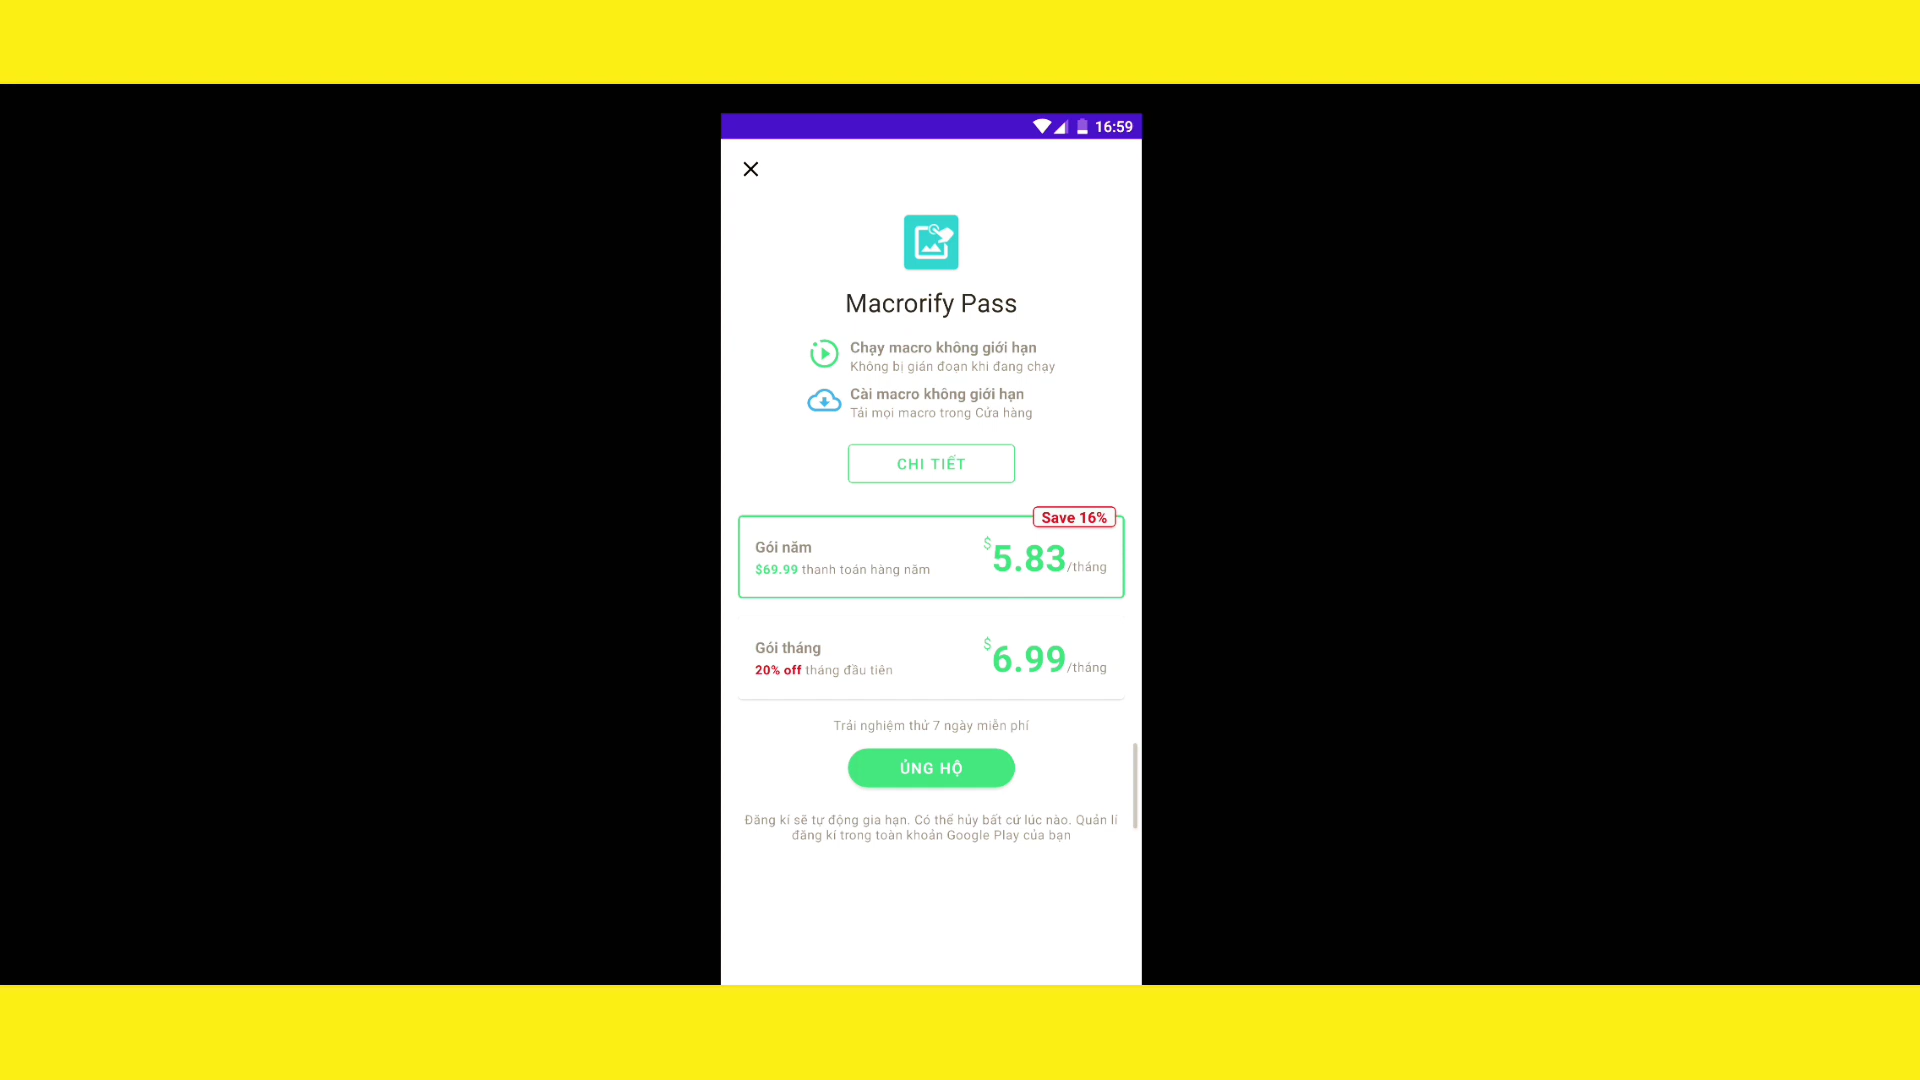 16:59
Macrorify Pass
Chạy macro không giới hạn
Không bị gián đoạn khi đang chạy
Cài macro không giới hạn
Tải mọi macro trong Cửa hàng
CHI TIẾT
Save 16%
Gói năm
$69.99 thanh toán hàng năm
$5.83/tháng
Gói tháng
20% off tháng đầu tiên
$6.99/tháng
Trải nghiệm thử 7 ngày miễn phí
ỦNG HỘ
Đăng kí sẽ tự động gia hạn. Có thể hủy bất cứ lúc nào. Quản lí
đăng kí trong toàn khoản Google Play của bạn